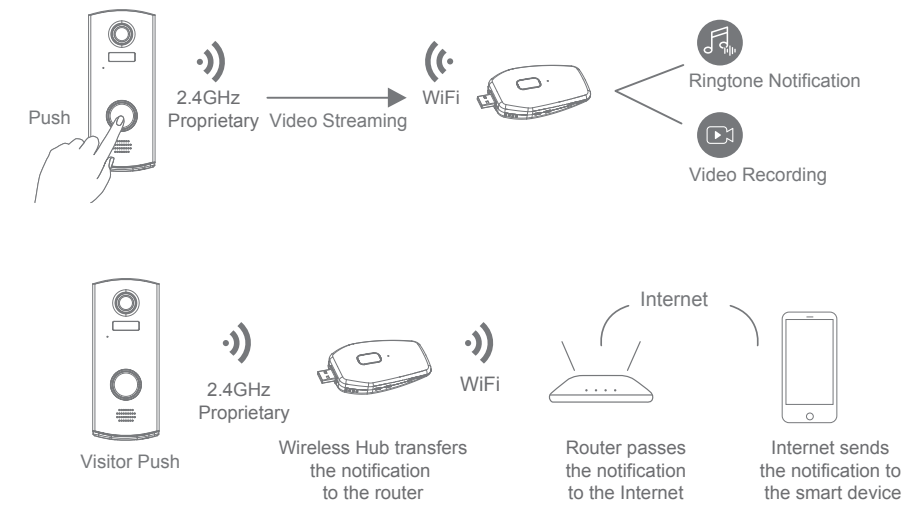 Push
2.4GHz
Proprietary
Video Streaming
WiFi
Ringtone Notification
Video Recording
Visitor Push
2.4GHz
Proprietary
Wireless Hub transfers
the notification
to the router
WiFi
Internet
Router passes
the notification
to the Internet
Internet sends
the notification to
the smart device